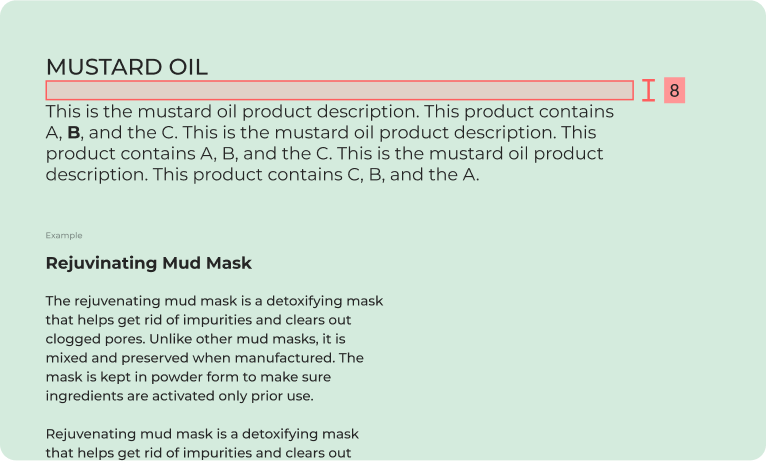 MUSTARD OIL
8
This is the mustard oil product description. This product contains
A, B, and the C. This is the mustard oil product description. This
product contains A, B, and the C. This is the mustard oil product
description. This product contains C, B, and the A.
Example
Rejuvinating Mud Mask
The rejuvenating mud mask is a detoxifying mask
that helps get rid of impurities and clears out
clogged pores. Unlike other mud masks, it is
mixed and preserved when manufactured. The
mask is kept in powder form to make sure
ingredients are activated only prior use.
Rejuvenating mud mask is a detoxifying mask
that helps get rid of impurities and clears out